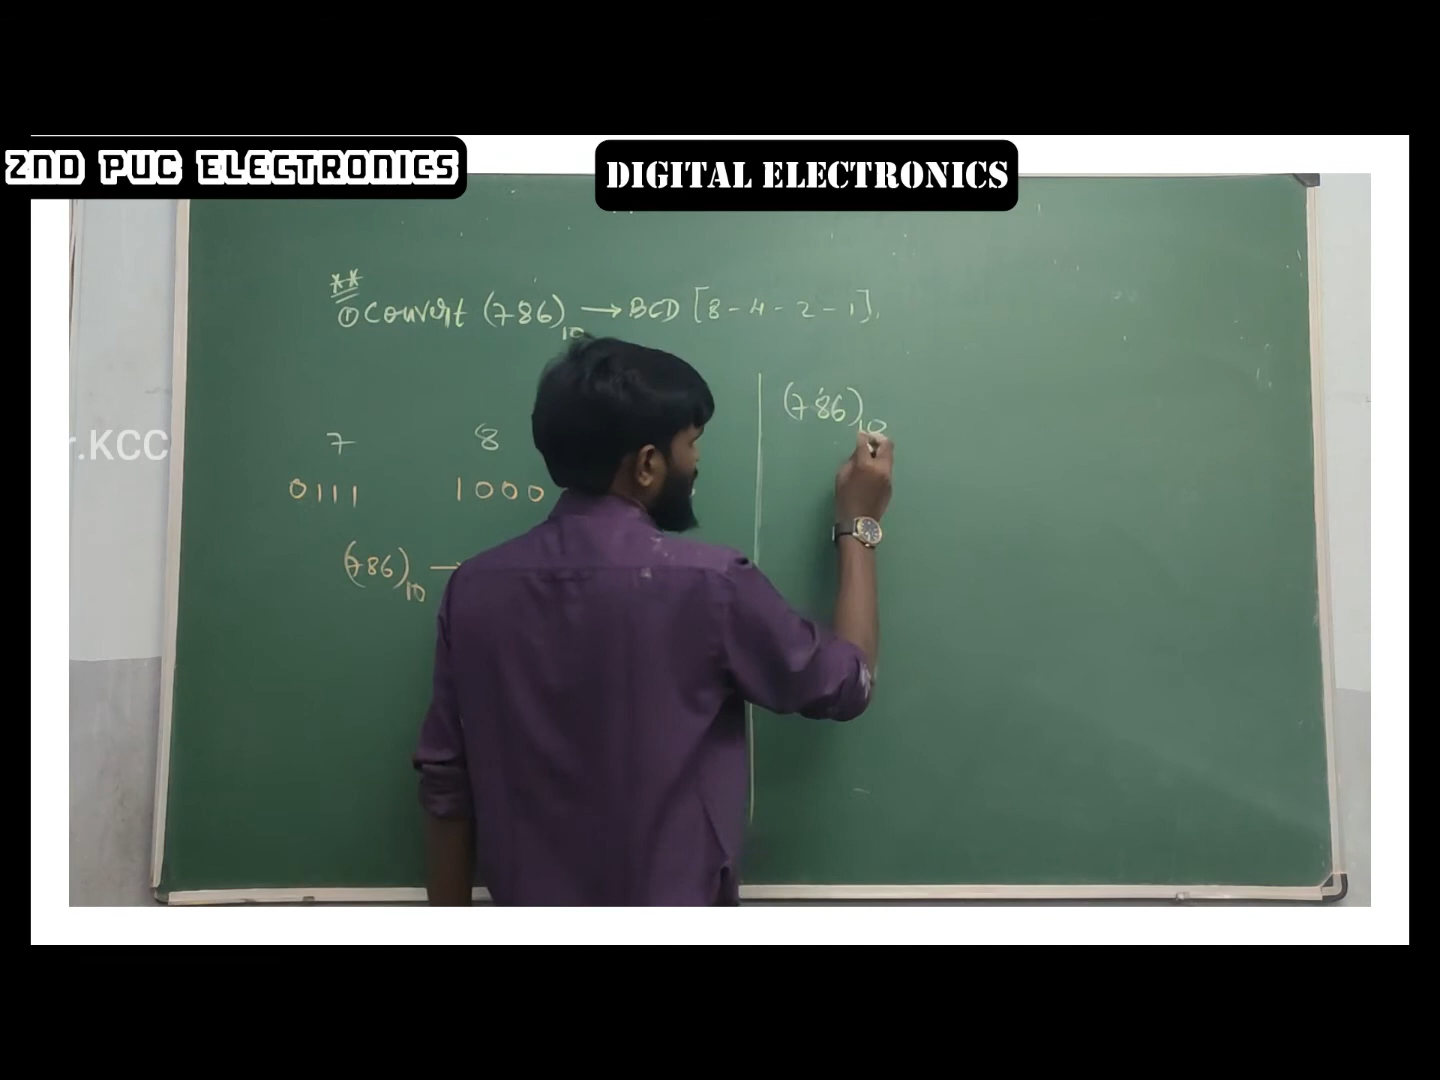 2ND PUC ELECTRONICS
DIGITAL ELECTRONICS
**
① Convert (786)₁₀ → BCD [8-4-2-1].
(786)₁₀
r.KCC
7 8
0111 1000
(786)₁₀ →